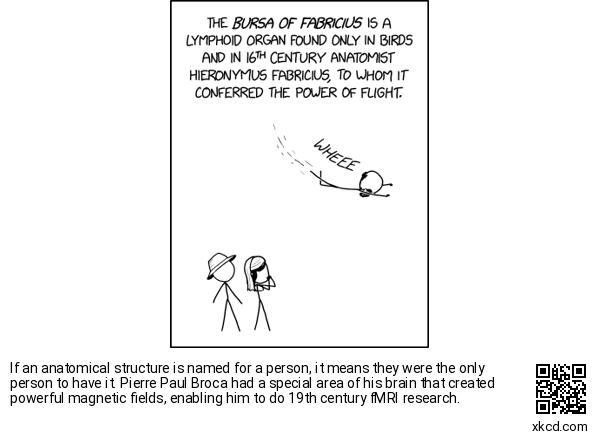 THE BURSA OF FABRICIUS IS A
LYMPHOID ORGAN FOUND ONLY IN BIRDS
AND IN 16TH CENTURY ANATOMIST
HIERONYMUS FABRICIUS, TO WHOM IT
CONFERRED THE POWER OF FLIGHT.
WHEEE
If an anatomical structure is named for a person, it means they were the only
person to have it. Pierre Paul Broca had a special area of his brain that created
powerful magnetic fields, enabling him to do 19th century fMRI research.
xkcd.com